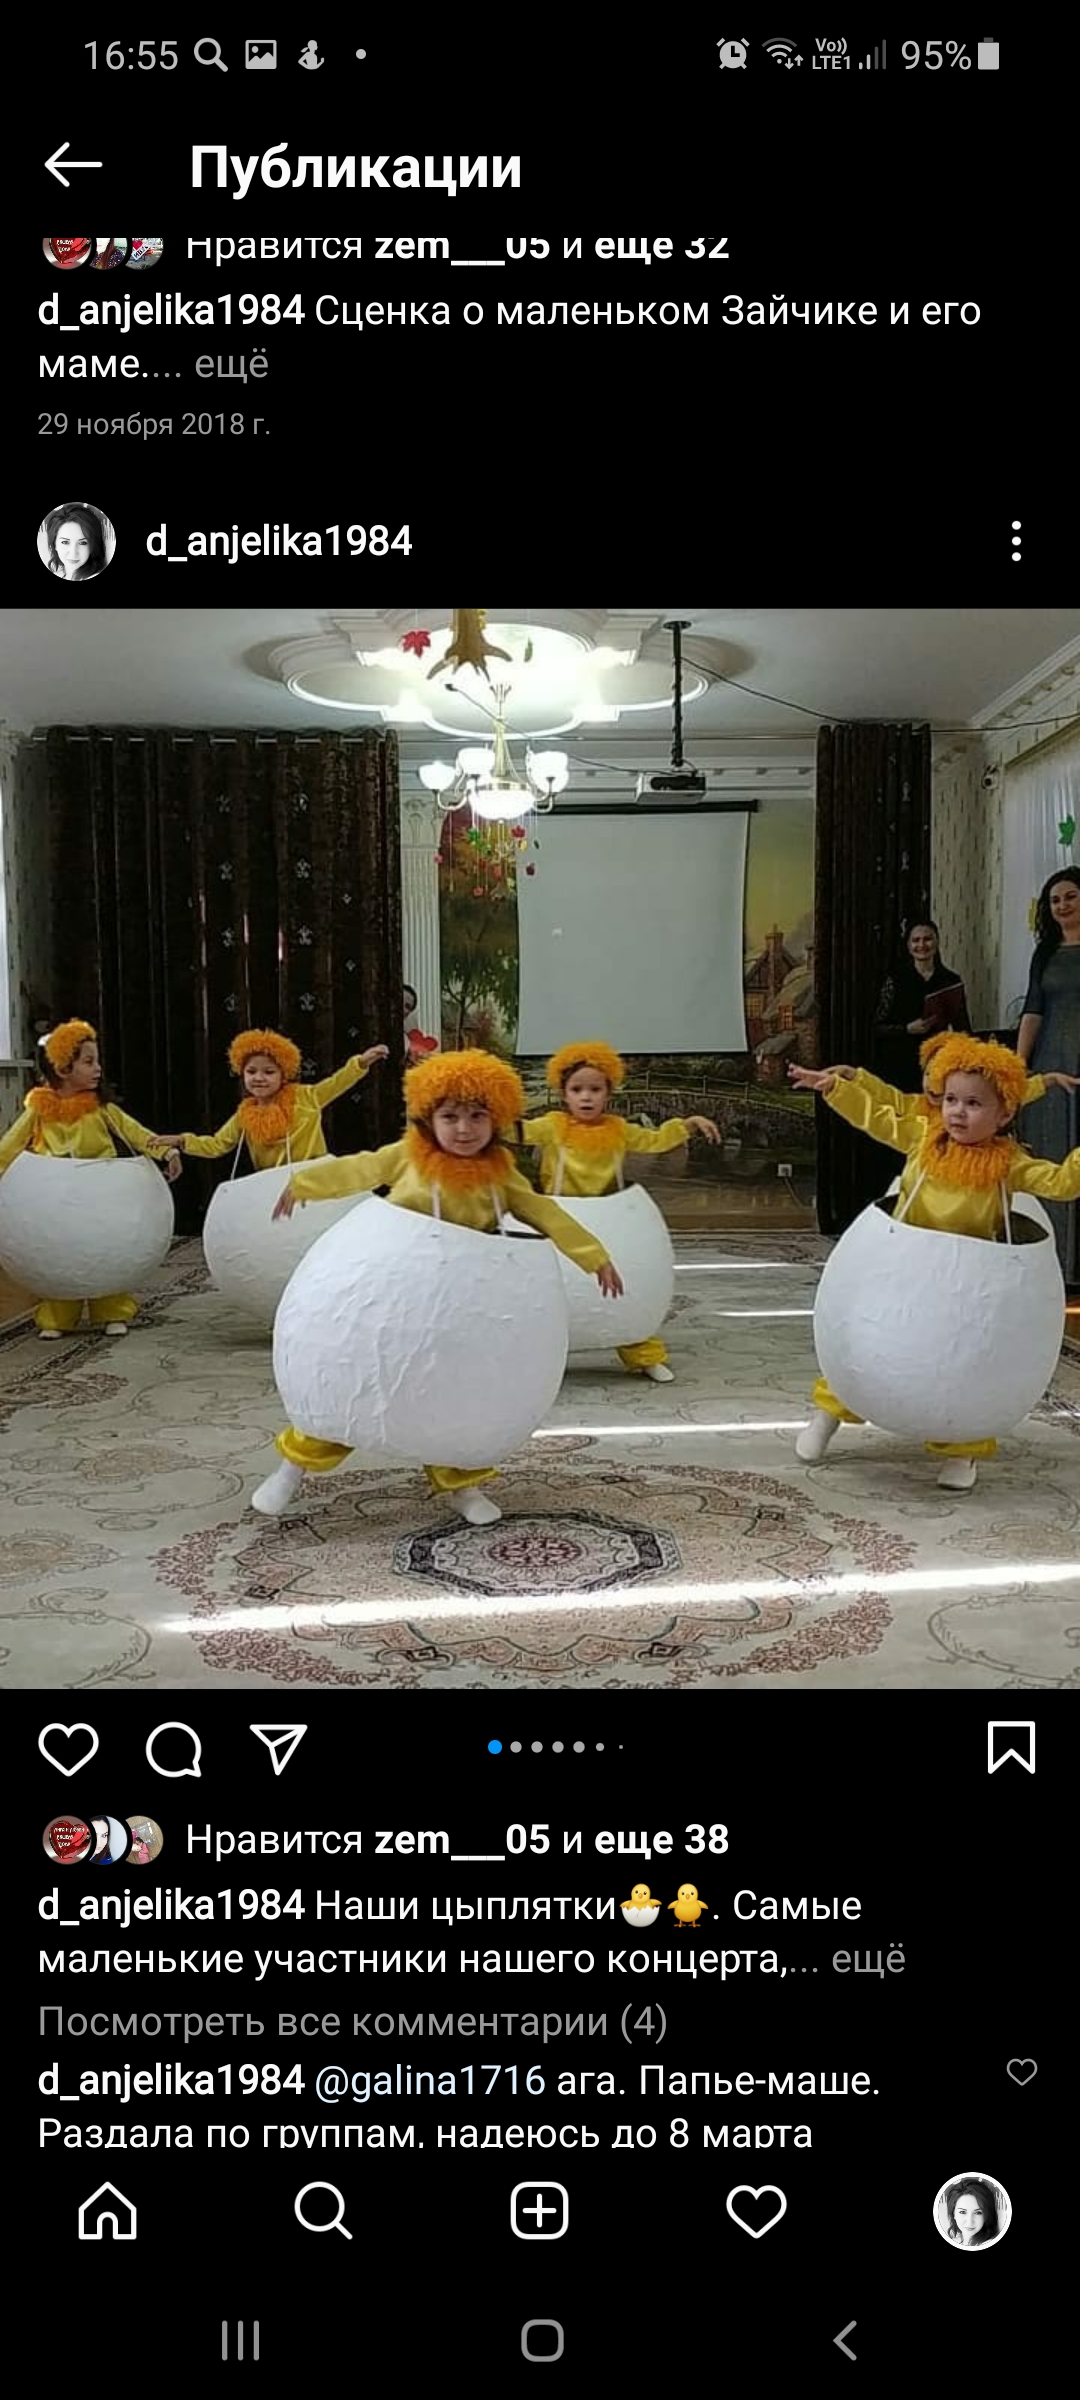 16:55
Vo))
LTE1
95%
Публикации
Нравится zem___05 и еще 32
d_anjelika1984 Сценка о маленьком Зайчике и его
маме.... ещё
29 ноября 2018 г.
d_anjelika1984
Нравится zem___05 и еще 38
d_anjelika1984 Наши цыплятки🐣🐥. Самые
маленькие участники нашего концерта,... ещё
Посмотреть все комментарии (4)
d_anjelika1984 @galina1716 ага. Папье-маше.
Раздала по группам, надеюсь до 8 марта